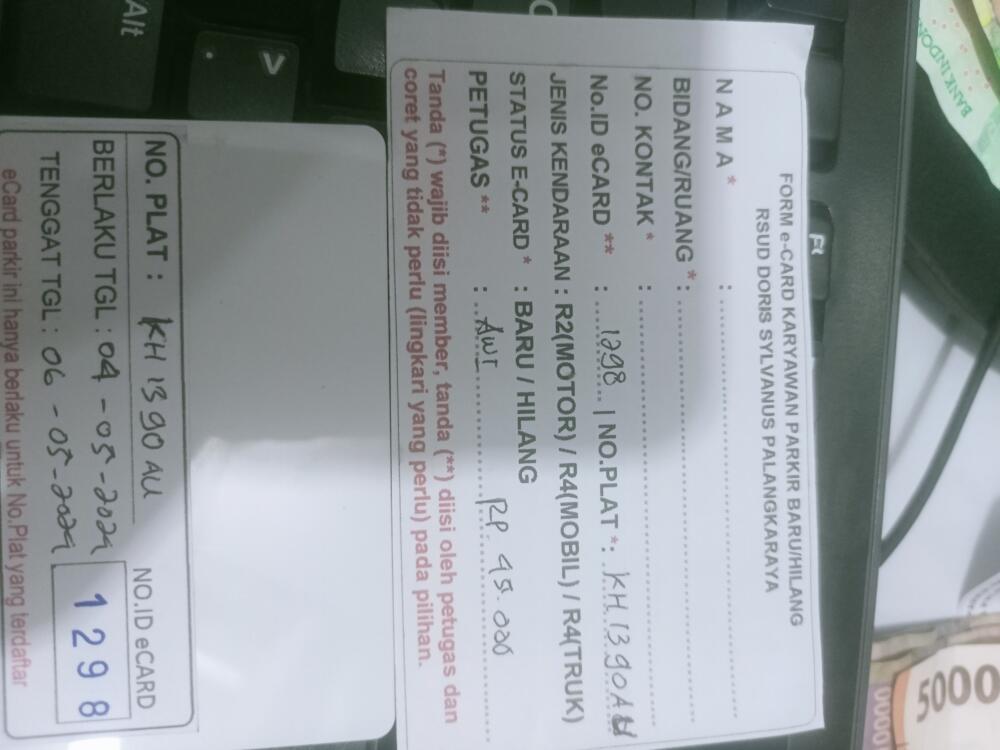 FORM e-CARD KARYAWAN PARKIR BARU/HILANG
RSUD DORIS SYLVANUS PALANGKARAYA
N A M A * : ........................
BIDANG/RUANG * : ........................
NO. KONTAK * : ........................
No.ID eCARD ** : ...1298... | NO.PLAT *: KH 1390AU
JENIS KENDARAAN : R2(MOTOR) / R4(MOBIL) / R4(TRUK)
STATUS E-CARD * : BARU / HILANG
PETUGAS ** : ...AWI........................ RP 45.000
Tanda (*) wajib diisi member, tanda (**) diisi oleh petugas dan
coret yang tidak perlu (lingkari yang perlu) pada pilihan.
NO. PLAT : KH 1390 AU
NO.ID eCARD
1298
BERLAKU TGL : 04 - 05 -
TENGGAT TGL : 06 - 05 -
eCard parkir ini hanya berlaku untuk No.Plat yang terdaftar
Alt
>
.
BANK INDON
5000